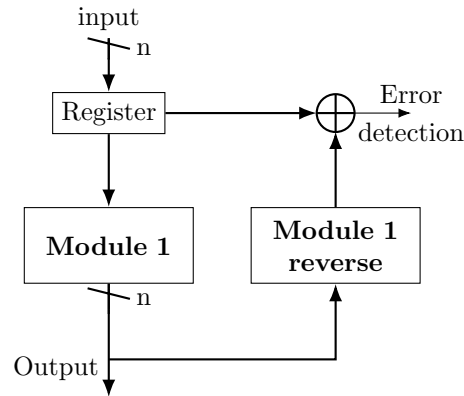 input
n
Register
Error
detection
Module 1
Module 1
reverse
n
Output